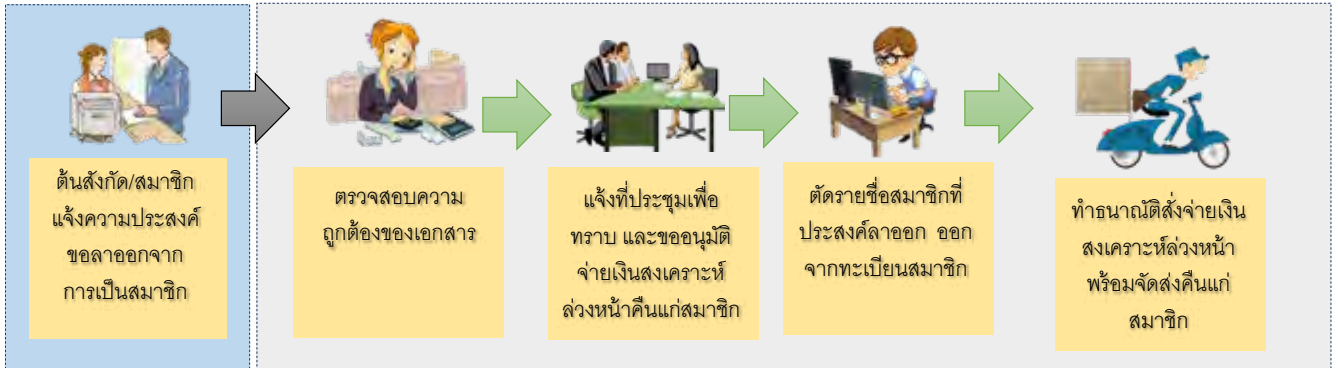 ต้นสังกัด/สมาชิก
แจ้งความประสงค์
ขอลาออกจาก
การเป็นสมาชิก
ตรวจสอบความ
ถูกต้องของเอกสาร
แจ้งที่ประชุมเพื่อ
ทราบ และขออนุมัติ
จ่ายเงินสงเคราะห์
ล่วงหน้าคืนแก่สมาชิก
ตัดรายชื่อสมาชิกที่
ประสงค์ลาออก ออก
จากทะเบียนสมาชิก
ทำธนาณัติสั่งจ่ายเงิน
สงเคราะห์ล่วงหน้า
พร้อมจัดส่งคืนแก่
สมาชิก